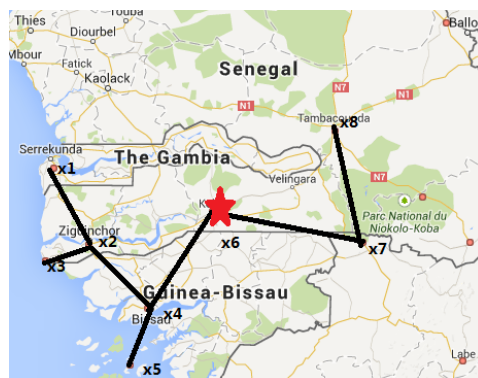 Thies
Touba
Diourbel
Mbour
Fatick
Kaolack
Senegal
Ballo
N7
N1
N1
Tambacounda
x8
Serrekunda
x1
The Gambia
Velingara
N7
Parc National du
Niokolo-Koba
Ziguinchor
x2
x6
x7
x3
Guinea-Bissau
x4
Bissau
Labe
x5